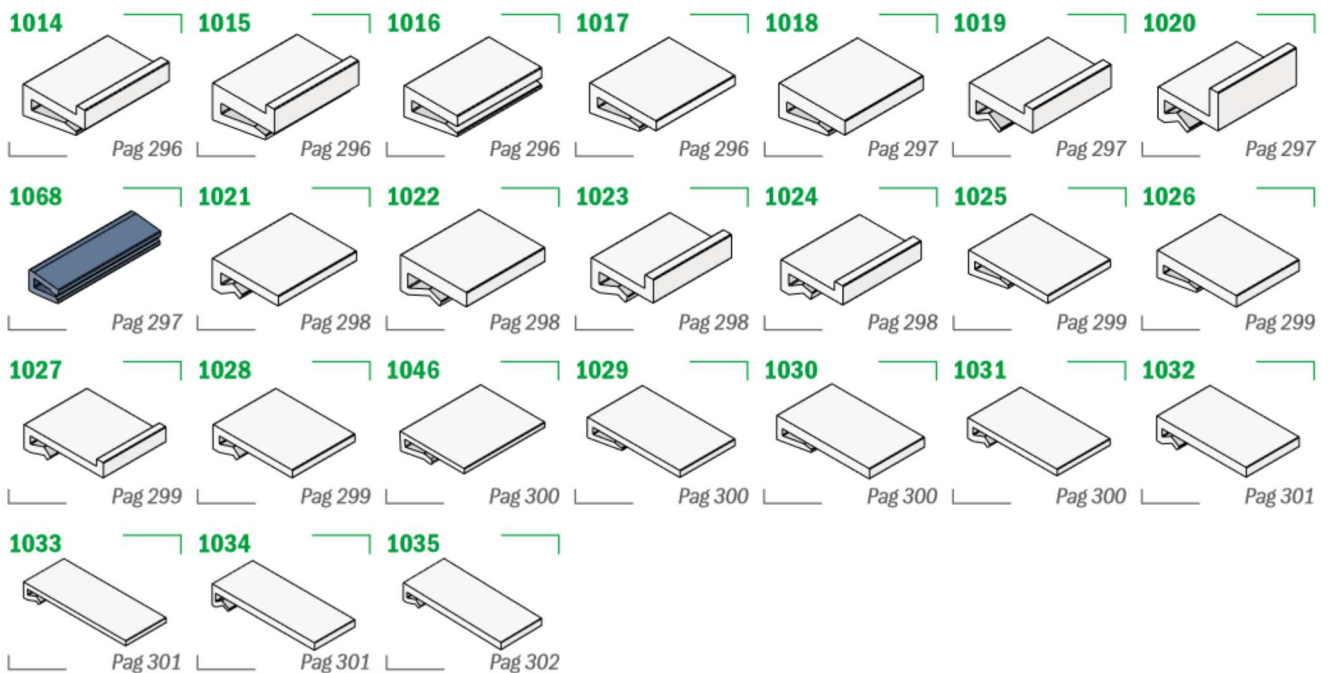 1014 1015 1016 1017 1018 1019 1020
Pag 296 Pag 296 Pag 296 Pag 296 Pag 297 Pag 297 Pag 297
1068 1021 1022 1023 1024 1025 1026
Pag 297 Pag 298 Pag 298 Pag 298 Pag 298 Pag 299 Pag 299
1027 1028 1046 1029 1030 1031 1032
Pag 299 Pag 299 Pag 300 Pag 300 Pag 300 Pag 300 Pag 301
1033 1034 1035
Pag 301 Pag 301 Pag 302